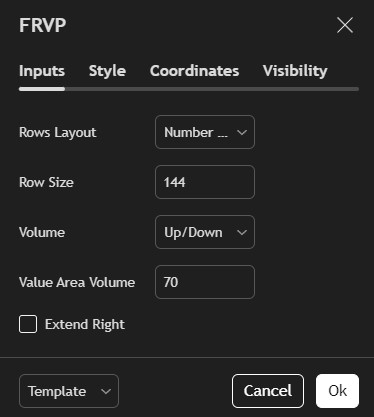 FRVP
Inputs Style Coordinates Visibility
Rows Layout Number ...
Row Size 144
Volume Up/Down
Value Area Volume 70
Extend Right
Template Cancel Ok